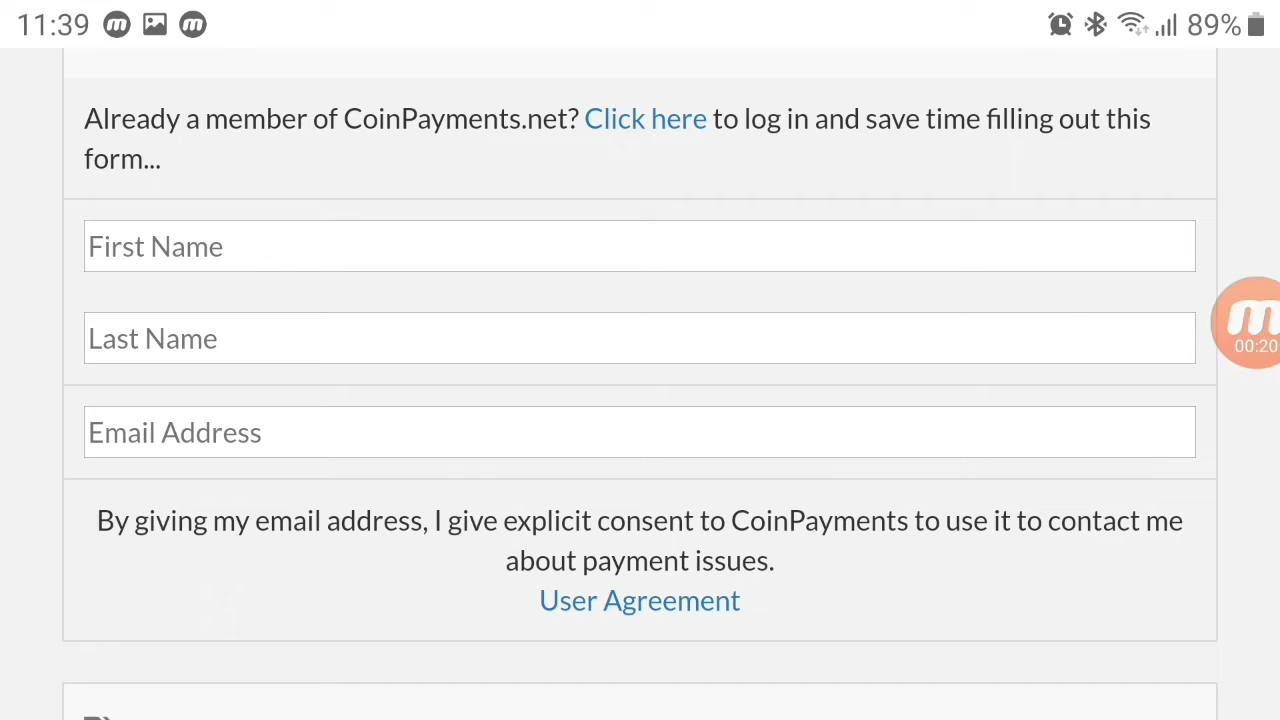 11:39
89%
Already a member of CoinPayments.net? Click here to log in and save time filling out this
form...
First Name
Last Name
Email Address
By giving my email address, I give explicit consent to CoinPayments to use it to contact me
about payment issues.
User Agreement
00:20